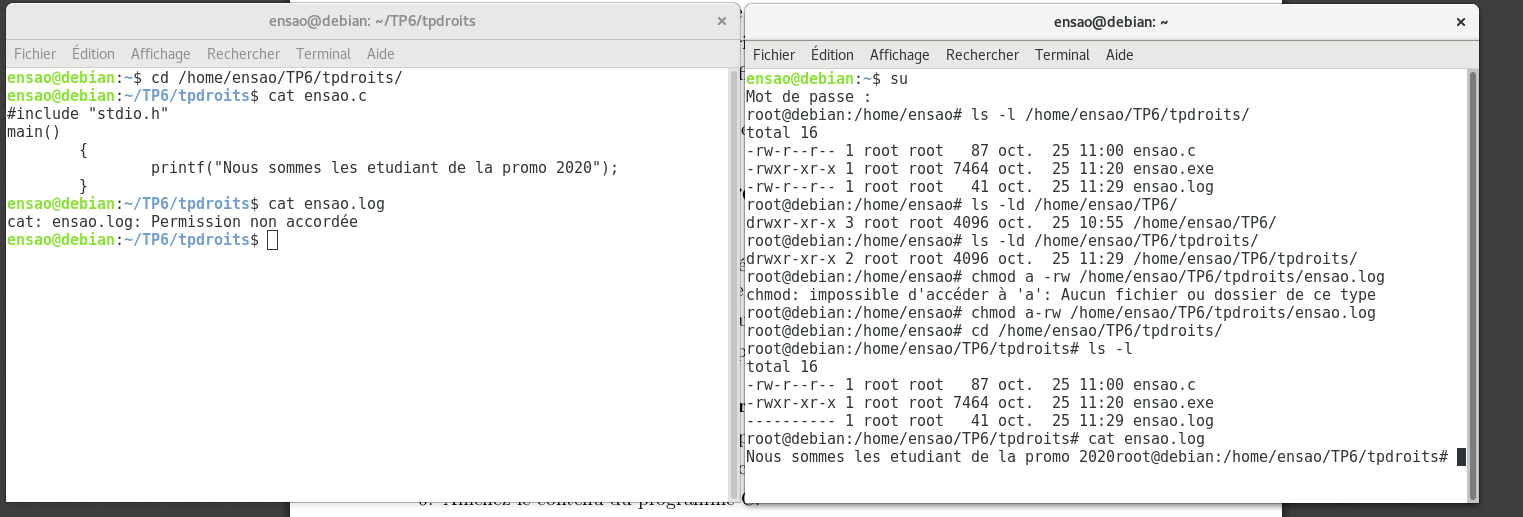 ensao@debian: ~/TP6/tpdroits
Fichier Édition Affichage Rechercher Terminal Aide
ensao@debian:~$ cd /home/ensao/TP6/tpdroits/
ensao@debian:~/TP6/tpdroits$ cat ensao.c
#include "stdio.h"
main()
{
printf("Nous sommes les etudiant de la promo 2020");
}
ensao@debian:~/TP6/tpdroits$ cat ensao.log
cat: ensao.log: Permission non accordée
ensao@debian:~/TP6/tpdroits$
ensao@debian: ~
Fichier Édition Affichage Rechercher Terminal Aide
ensao@debian:~$ su
Mot de passe :
root@debian:/home/ensao# ls -l /home/ensao/TP6/tpdroits/
total 16
-rw-r--r-- 1 root root   87 oct.  25 11:00 ensao.c
-rwxr-xr-x 1 root root 7464 oct.  25 11:20 ensao.exe
-rw-r--r-- 1 root root   41 oct.  25 11:29 ensao.log
root@debian:/home/ensao# ls -ld /home/ensao/TP6/
drwxr-xr-x 3 root root 4096 oct.  25 10:55 /home/ensao/TP6/
root@debian:/home/ensao# ls -ld /home/ensao/TP6/tpdroits/
drwxr-xr-x 2 root root 4096 oct.  25 11:29 /home/ensao/TP6/tpdroits/
root@debian:/home/ensao# chmod a -rw /home/ensao/TP6/tpdroits/ensao.log
chmod: impossible d'accéder à 'a': Aucun fichier ou dossier de ce type
root@debian:/home/ensao# chmod a-rw /home/ensao/TP6/tpdroits/ensao.log
root@debian:/home/ensao# cd /home/ensao/TP6/tpdroits/
root@debian:/home/ensao/TP6/tpdroits# ls -l
total 16
-rw-r--r-- 1 root root   87 oct.  25 11:00 ensao.c
-rwxr-xr-x 1 root root 7464 oct.  25 11:20 ensao.exe
---------- 1 root root   41 oct.  25 11:29 ensao.log
root@debian:/home/ensao/TP6/tpdroits# cat ensao.log
Nous sommes les etudiant de la promo 2020root@debian:/home/ensao/TP6/tpdroits#